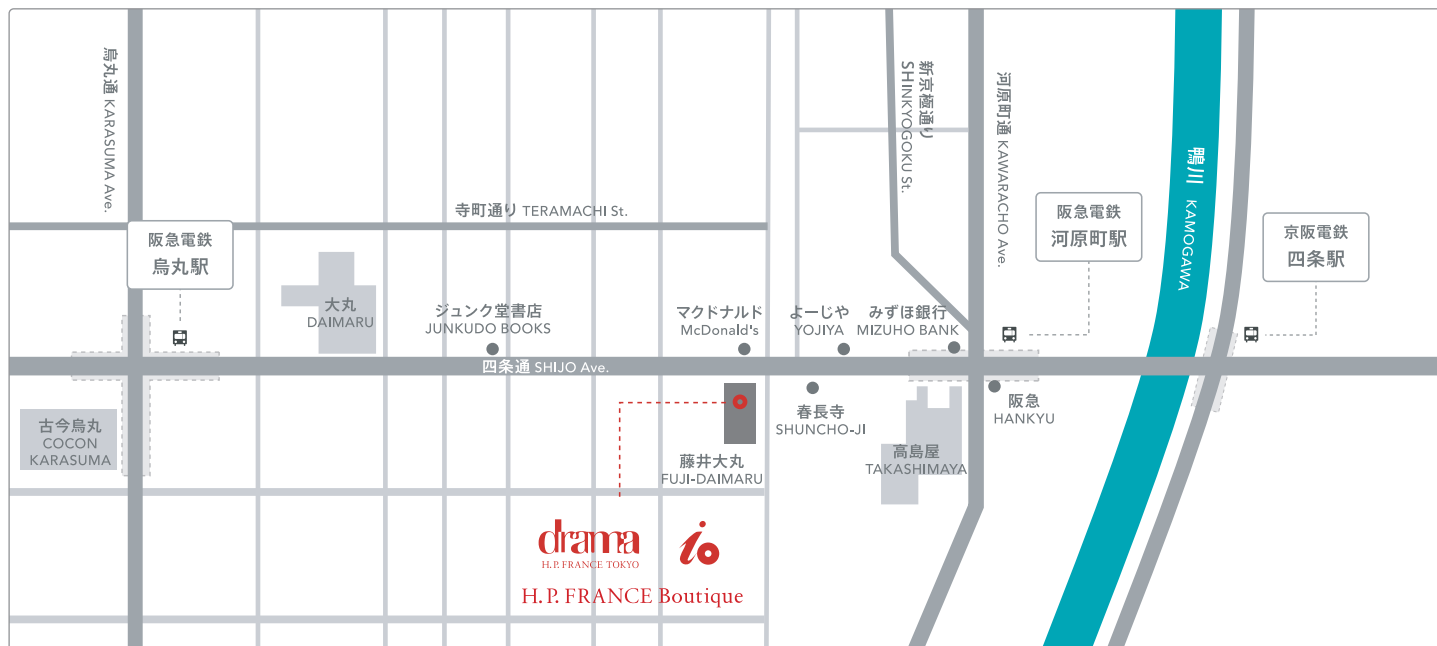 烏丸通 KARASUMA Ave.
新京極通り
SHINKYOGOKU St.
河原町通 KAWARACHO Ave.
鴨川 KAMOGAWA
寺町通り TERAMACHI St.
阪急電鉄
烏丸駅
阪急電鉄
河原町駅
京阪電鉄
四条駅
大丸
DAIMARU
ジュンク堂書店
JUNKUDO BOOKS
マクドナルド
McDonald's
よーじや
YOJIYA
みずほ銀行
MIZUHO BANK
四条通 SHIJO Ave.
古今烏丸
COCON
KARASUMA
藤井大丸
FUJI-DAIMARU
春長寺
SHUNCHO-JI
高島屋
TAKASHIMAYA
阪急
HANKYU
drama
H.P. FRANCE TOKYO
io
H.P. FRANCE Boutique